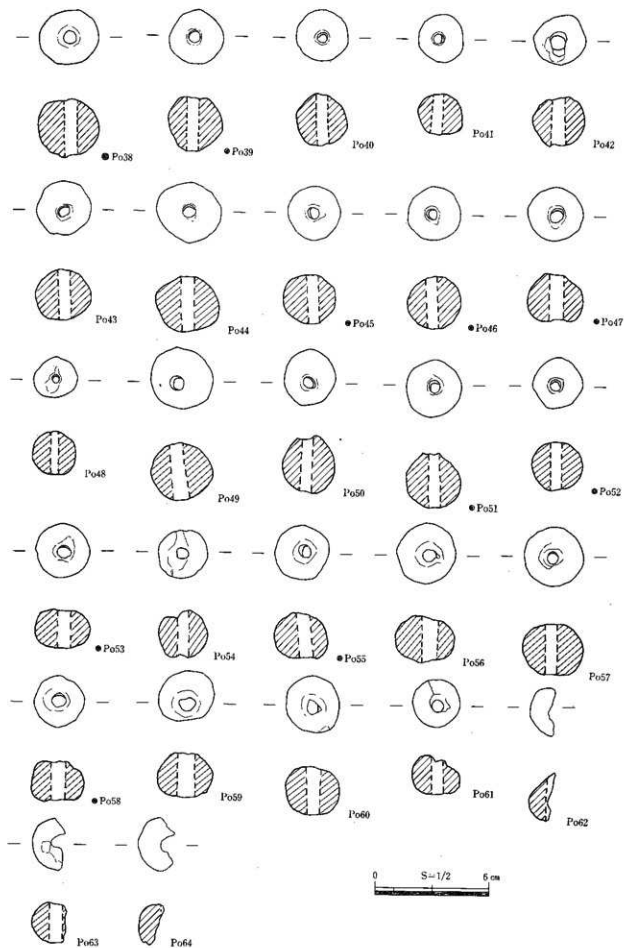 ● Po38 ● Po39 Po40 Po41 Po42
Po43 Po44 ● Po45 ● Po46 ● Po47
Po48 Po49 Po50 ● Po51 ● Po52
● Po53 Po54 ● Po55 Po56 Po57
● Po58 Po59 Po60 Po61 Po62
Po63 Po64
S=1/2
0 5 cm